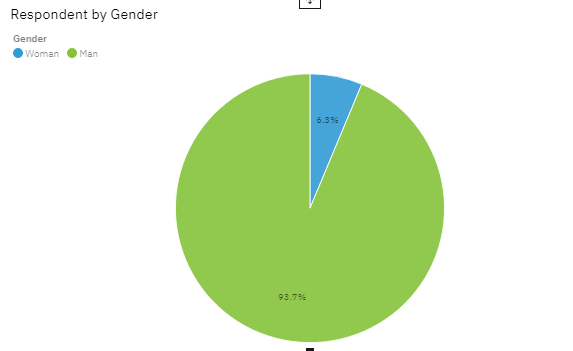 Respondent by Gender
Gender
Woman Man
6.3%
93.7%